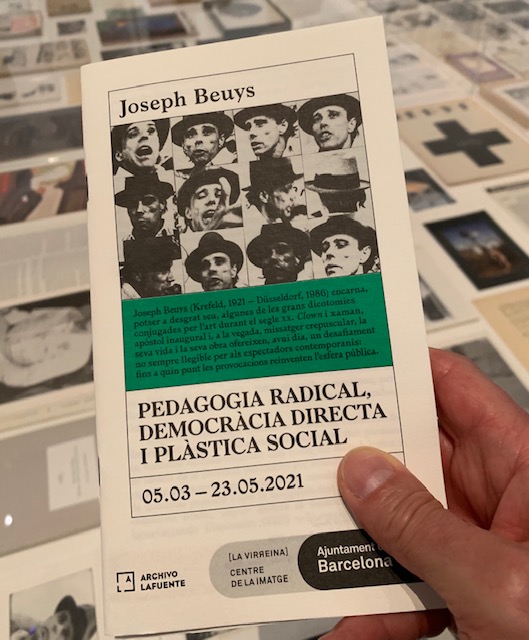 Joseph Beuys
Joseph Beuys (Krefeld, 1921 – Düsseldorf, 1986) encarna,
potser a desgrat seu, algunes de les grans dicotomies
conjugades per l'art durant el segle XX. Clown i xaman,
apòstol inaugural i, a la vegada, missatger crepuscular, la
seva vida i la seva obra ofereixen, avui dia, un desafiament
no sempre llegible per als espectadors contemporanis:
fins a quin punt les provocacions reinventen l'esfera pública.
PEDAGOGIA RADICAL,
DEMOCRÀCIA DIRECTA
I PLÀSTICA SOCIAL
05.03 – 23.05.2021
ARCHIVO
LAFUENTE
[LA VIRREINA]
CENTRE
DE LA IMATGE
Ajuntament
Barcelona